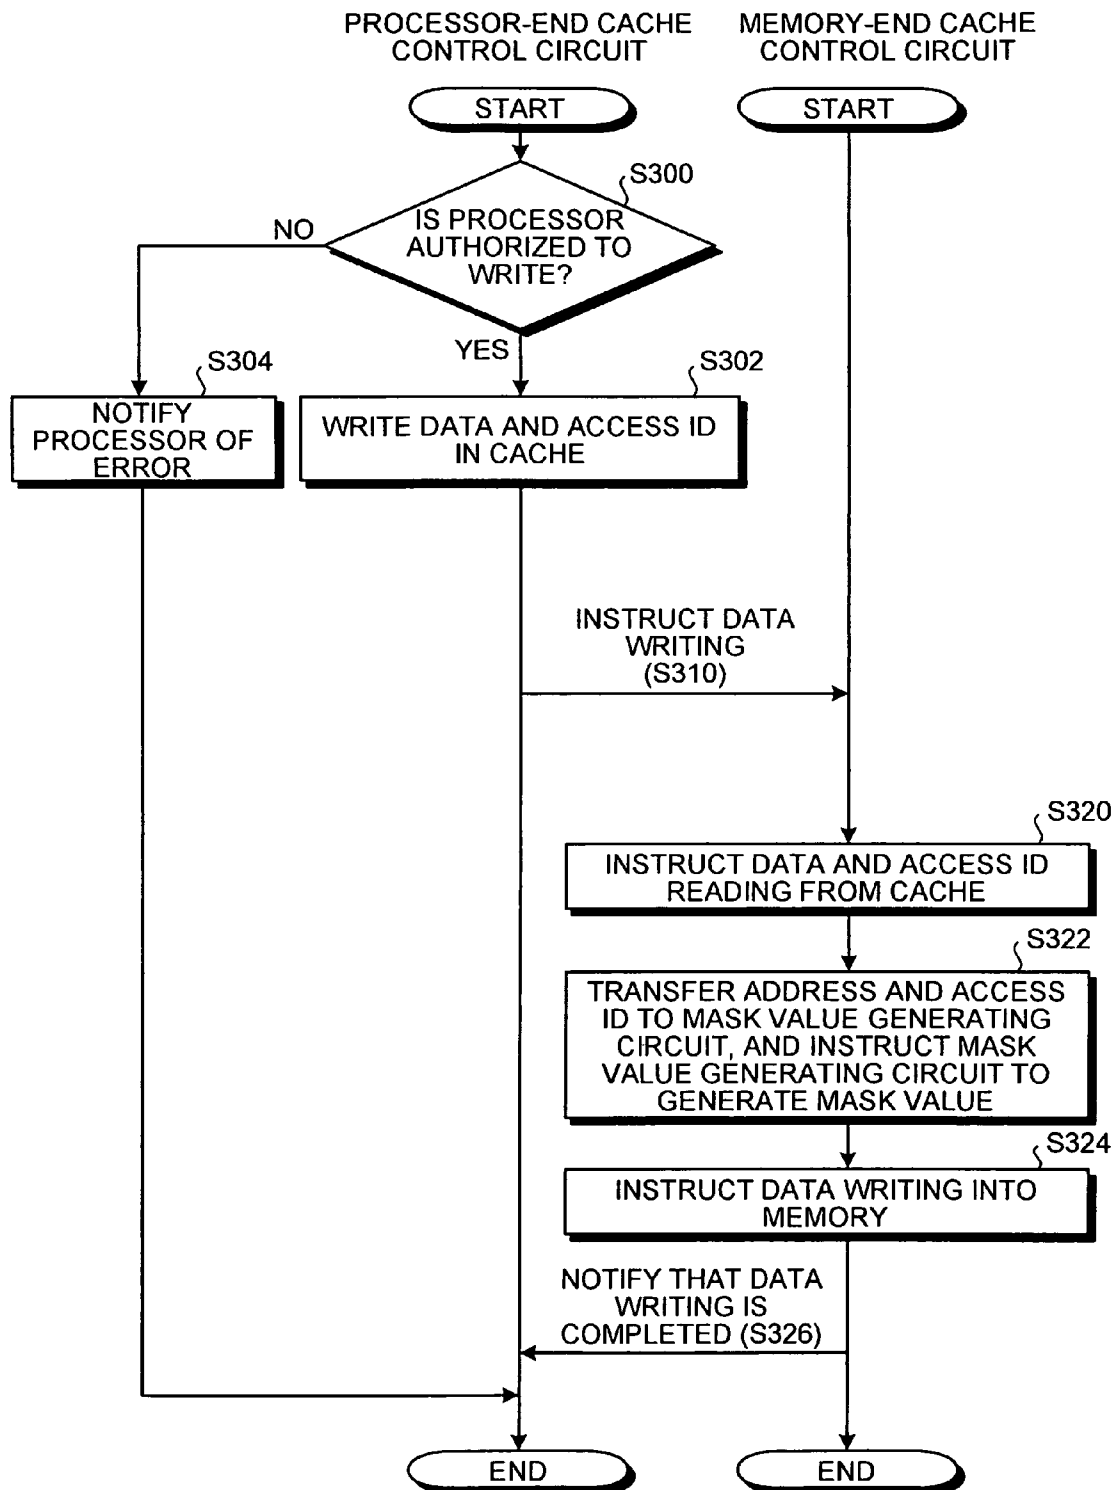 PROCESSOR-END CACHE
CONTROL CIRCUIT
MEMORY-END CACHE
CONTROL CIRCUIT
START
START
S300
IS PROCESSOR
AUTHORIZED TO
WRITE?
NO
YES
S304
NOTIFY
PROCESSOR OF
ERROR
S302
WRITE DATA AND ACCESS ID
IN CACHE
INSTRUCT DATA
WRITING
(S310)
S320
INSTRUCT DATA AND ACCESS ID
READING FROM CACHE
S322
TRANSFER ADDRESS AND ACCESS
ID TO MASK VALUE GENERATING
CIRCUIT, AND INSTRUCT MASK
VALUE GENERATING CIRCUIT TO
GENERATE MASK VALUE
S324
INSTRUCT DATA WRITING INTO
MEMORY
NOTIFY THAT DATA
WRITING IS
COMPLETED (S326)
END
END